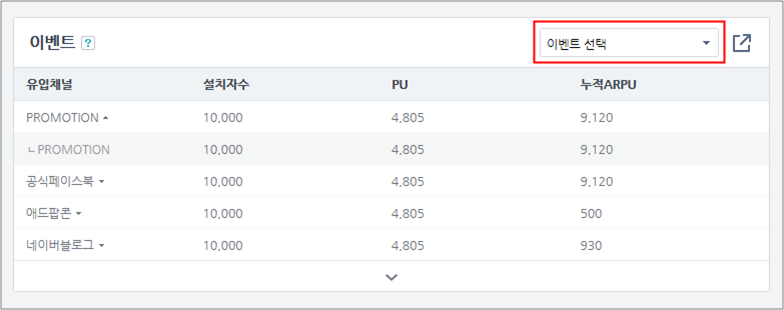 이벤트 ?
이벤트 선택
유입채널 설치자수 PU 누적ARPU
PROMOTION 10,000 4,805 9,120
ㄴPROMOTION 10,000 4,805 9,120
공식페이스북 10,000 4,805 9,120
애드팝콘 10,000 4,805 500
네이버블로그 10,000 4,805 930